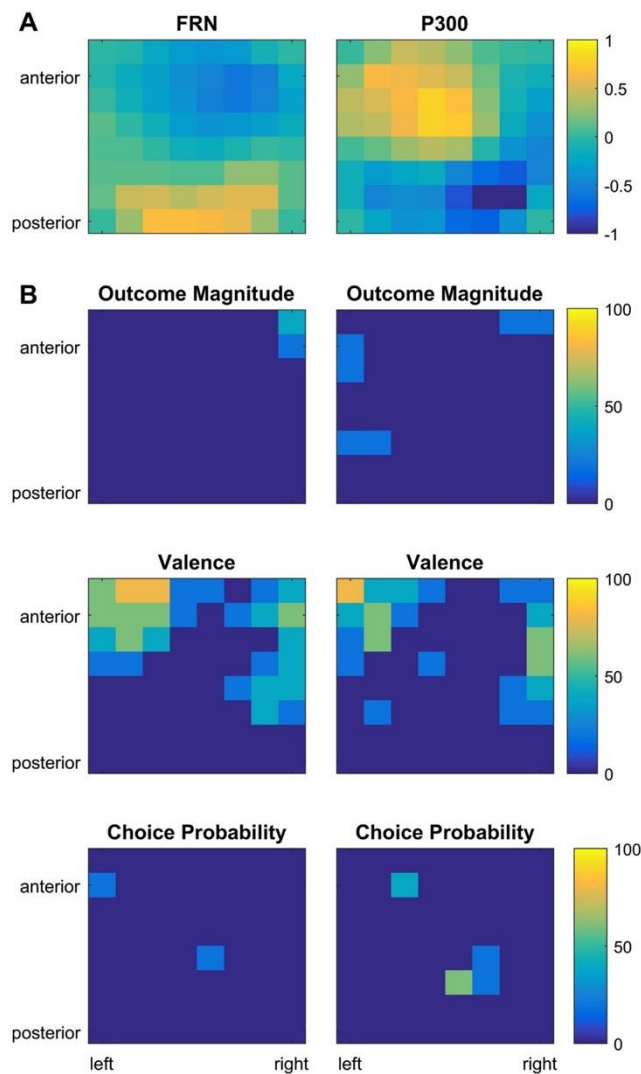 A
FRN
P300
anterior
posterior
1
0.5
0
-0.5
-1
B
Outcome Magnitude
Outcome Magnitude
anterior
posterior
100
50
0
Valence
Valence
anterior
posterior
100
50
0
Choice Probability
Choice Probability
anterior
posterior
100
50
0
left
right
left
right